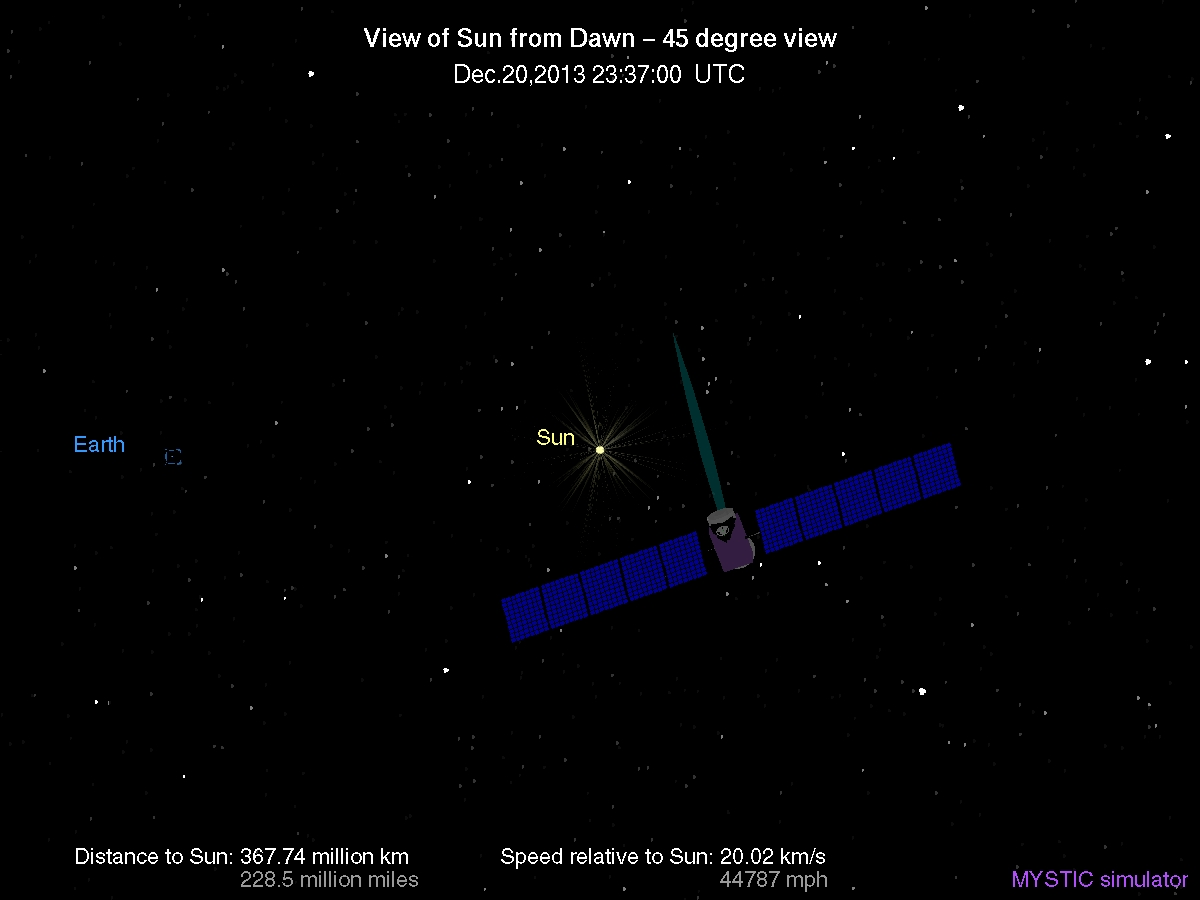 View of Sun from Dawn – 45 degree view
Dec.20,2013 23:37:00 UTC
Sun
Earth
Distance to Sun: 367.74 million km
228.5 million miles
Speed relative to Sun: 20.02 km/s
44787 mph
MYSTIC simulator